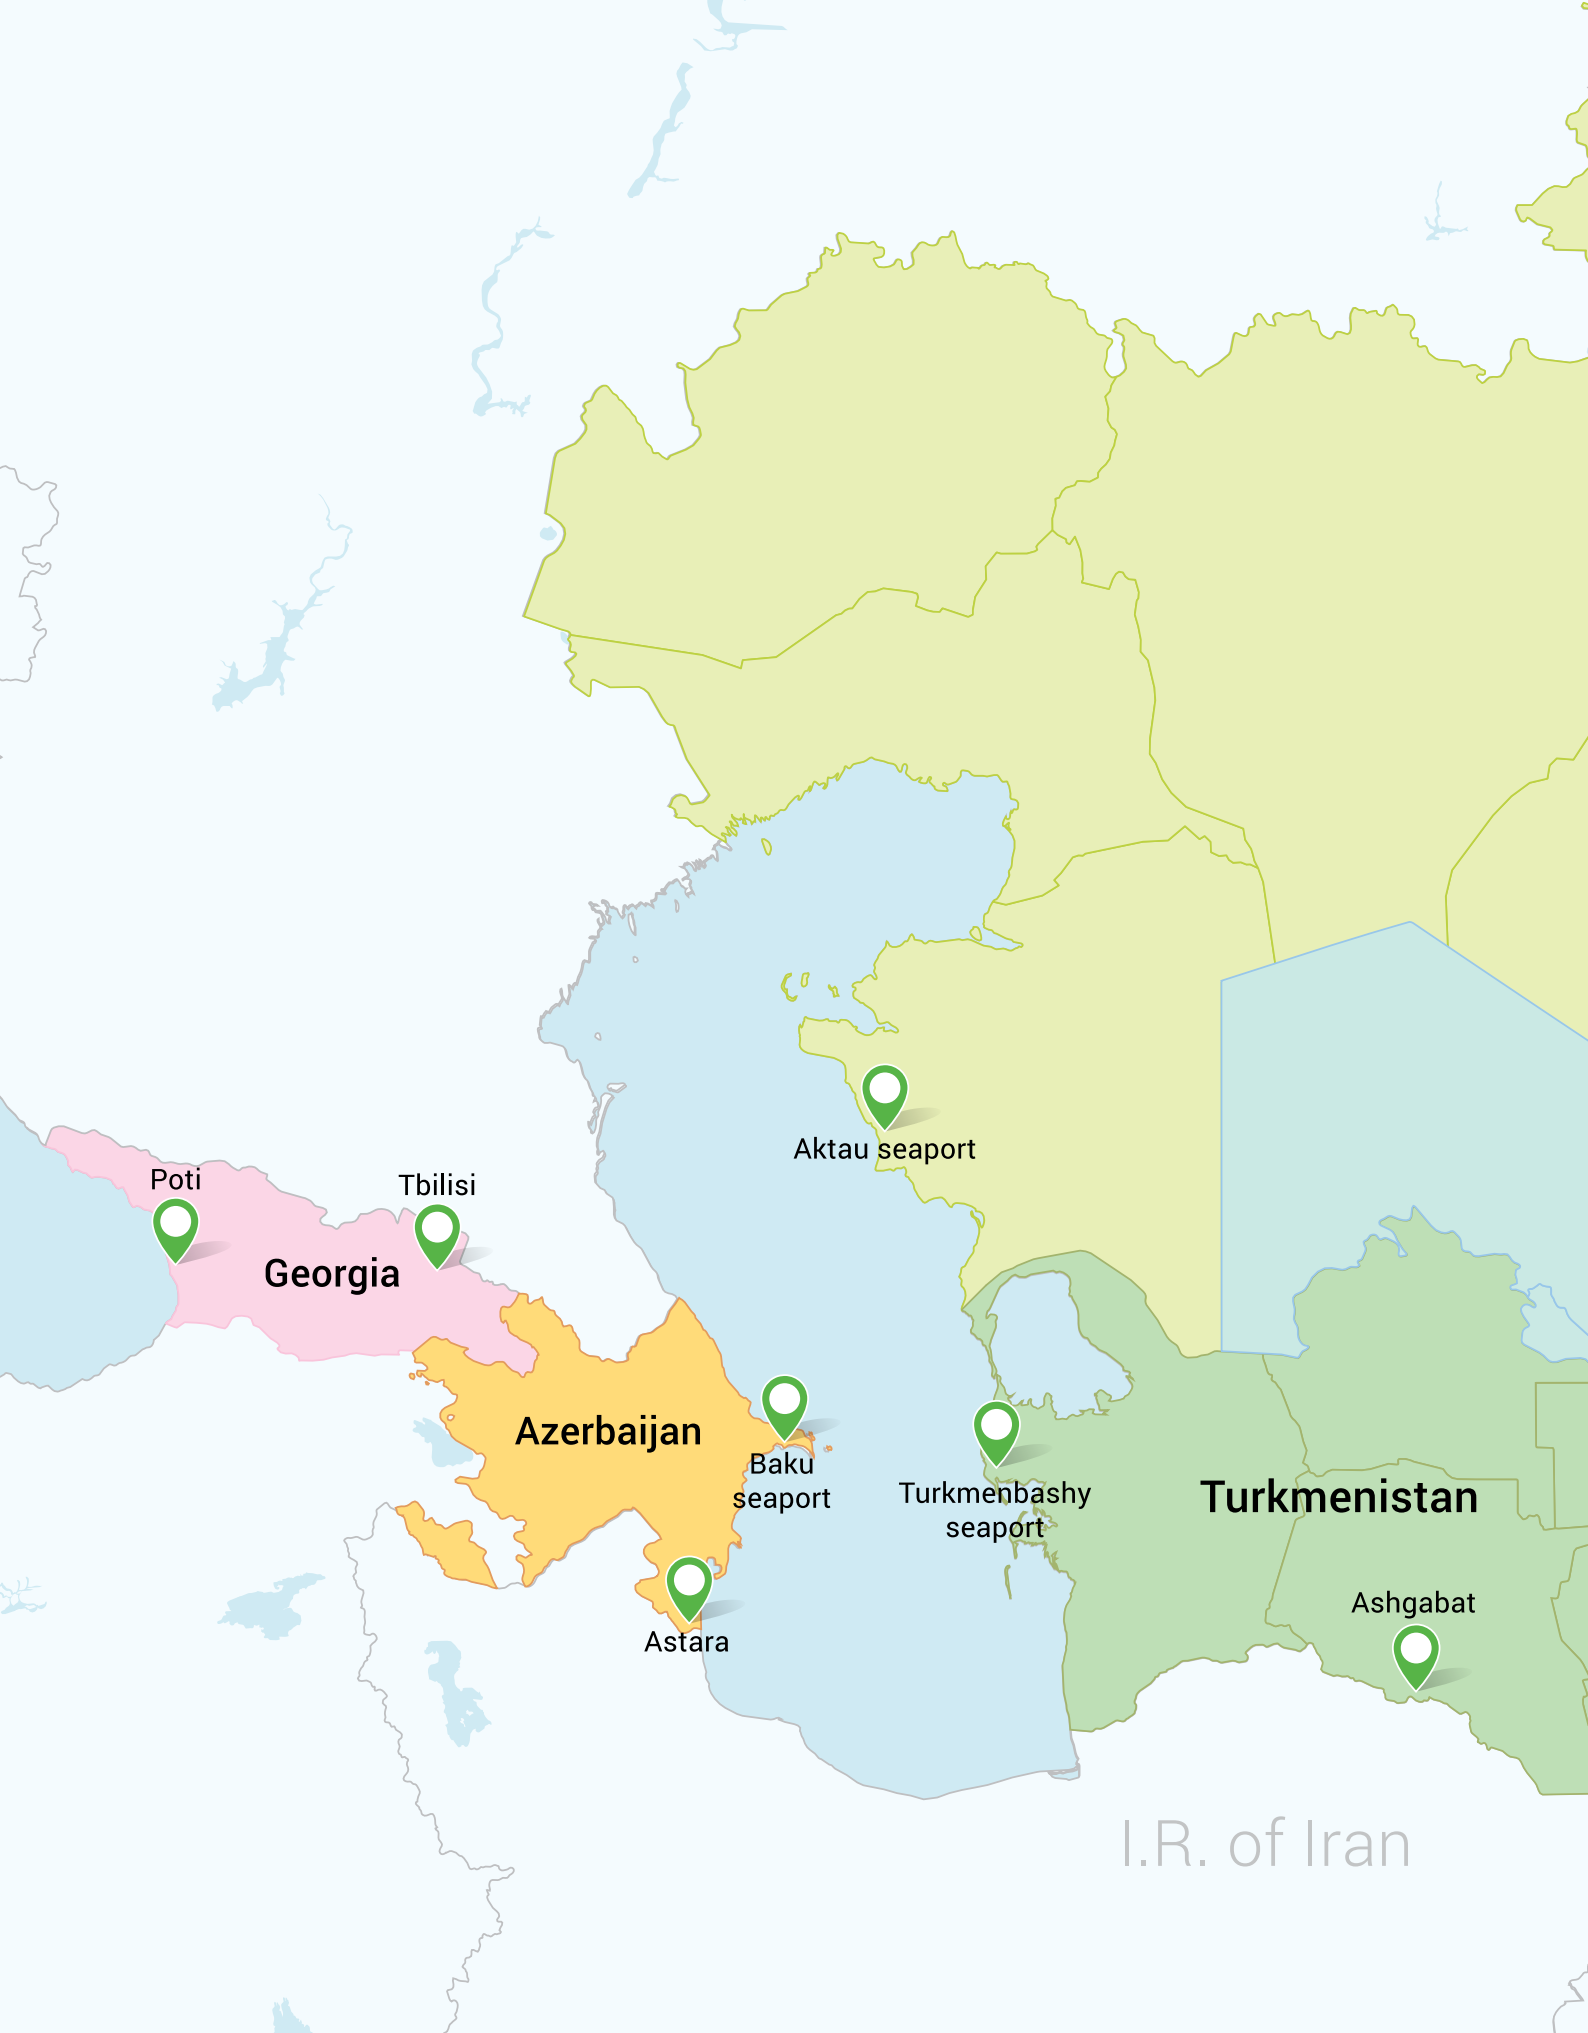 Aktau seaport
Poti
Tbilisi
Georgia
Azerbaijan
Baku
seaport
Turkmenbashy
seaport
Turkmenistan
Ashgabat
Astara
I.R. of Iran